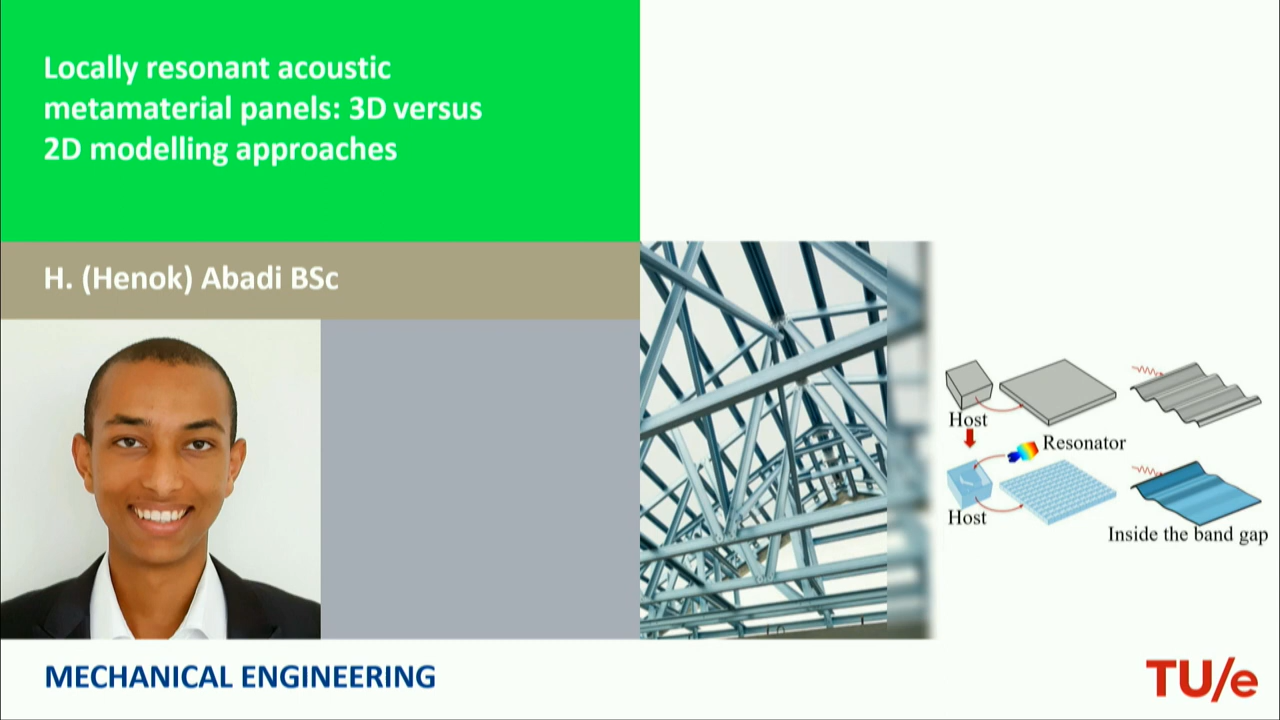 Locally resonant acoustic
metamaterial panels: 3D versus
2D modelling approaches
H. (Henok) Abadi BSc
Host
Resonator
Host
Inside the band gap
MECHANICAL ENGINEERING
TU/e